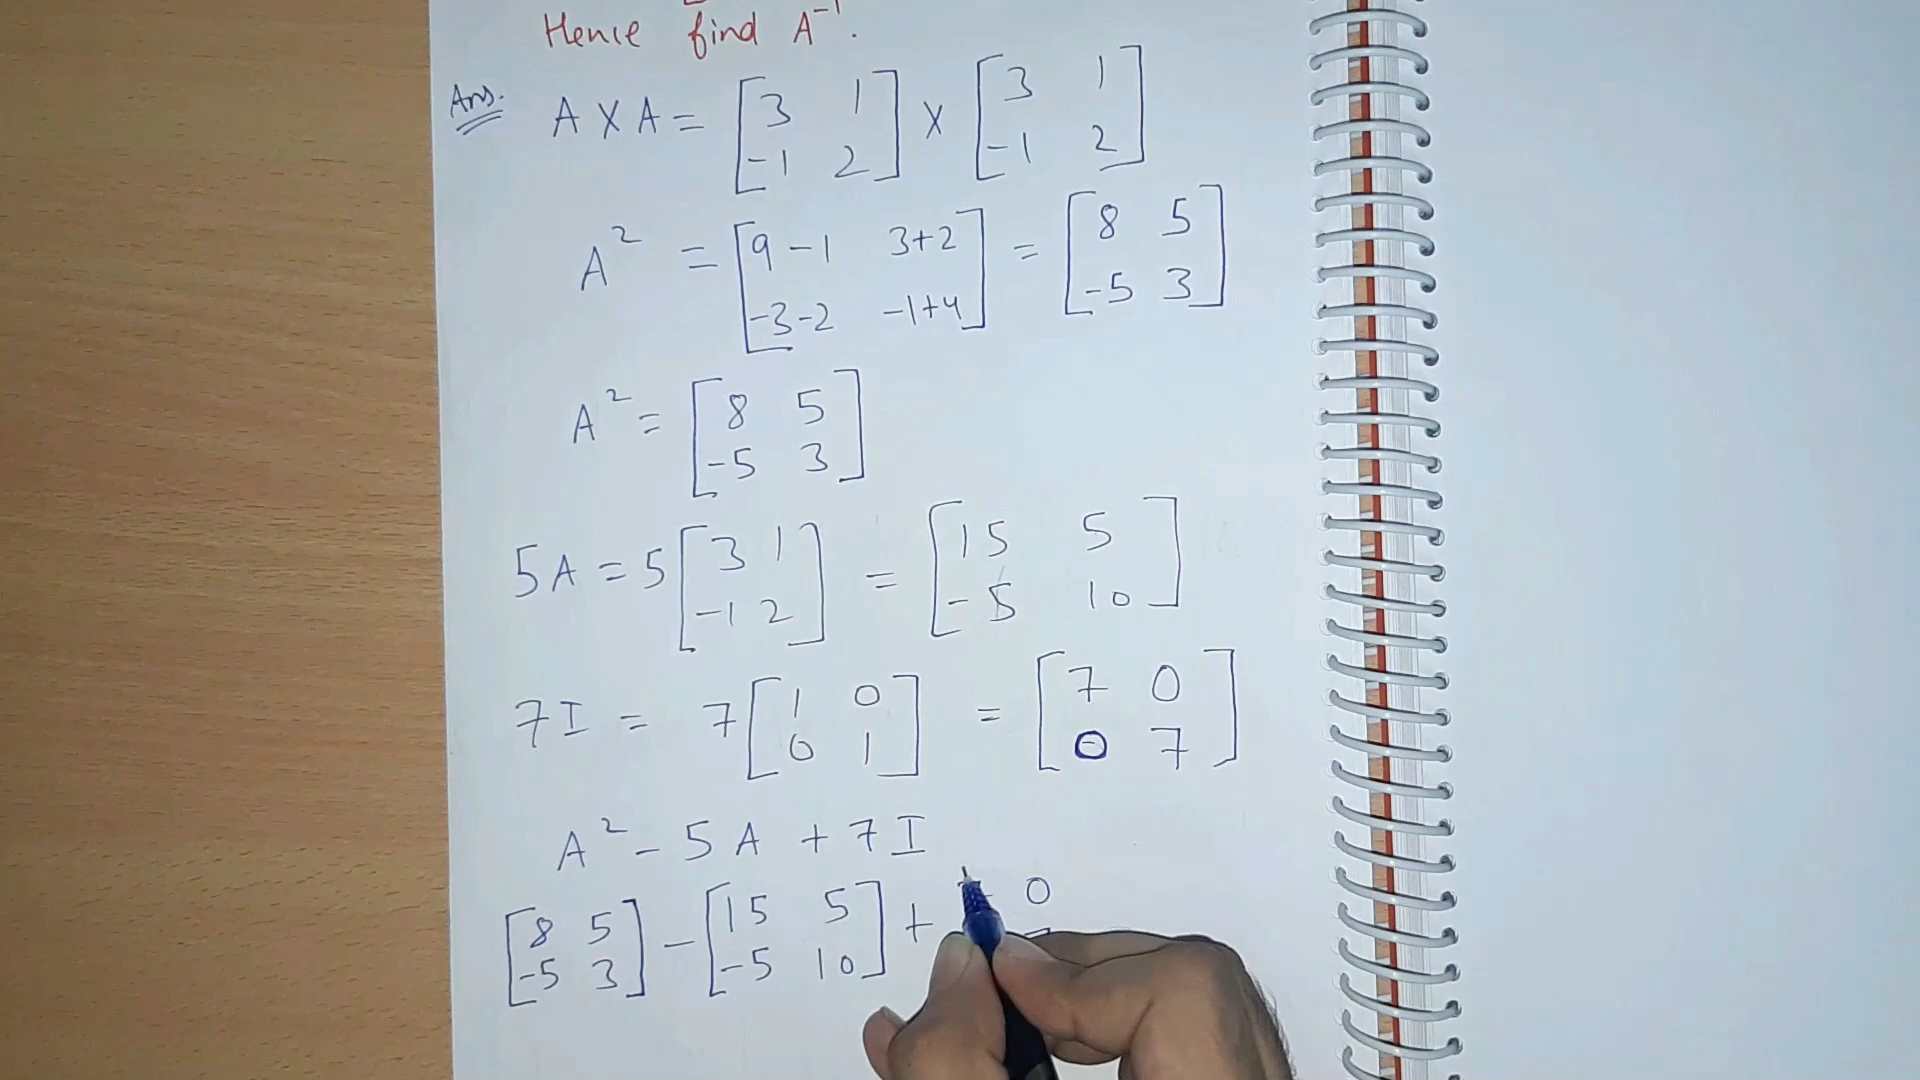 Hence find A⁻¹.
Ans. A X A = [3 1 -1 2] X [3 1 -1 2]
A² = [9-1 3+2 -3-2 -1+4] = [8 5 -5 3]
A² = [8 5 -5 3]
5A = 5 [3 1 -1 2] = [15 5 -5 10]
7I = 7 [1 0 0 1] = [7 0 0 7]
A² - 5A + 7I
[8 5 -5 3] - [15 5 -5 10] + 0